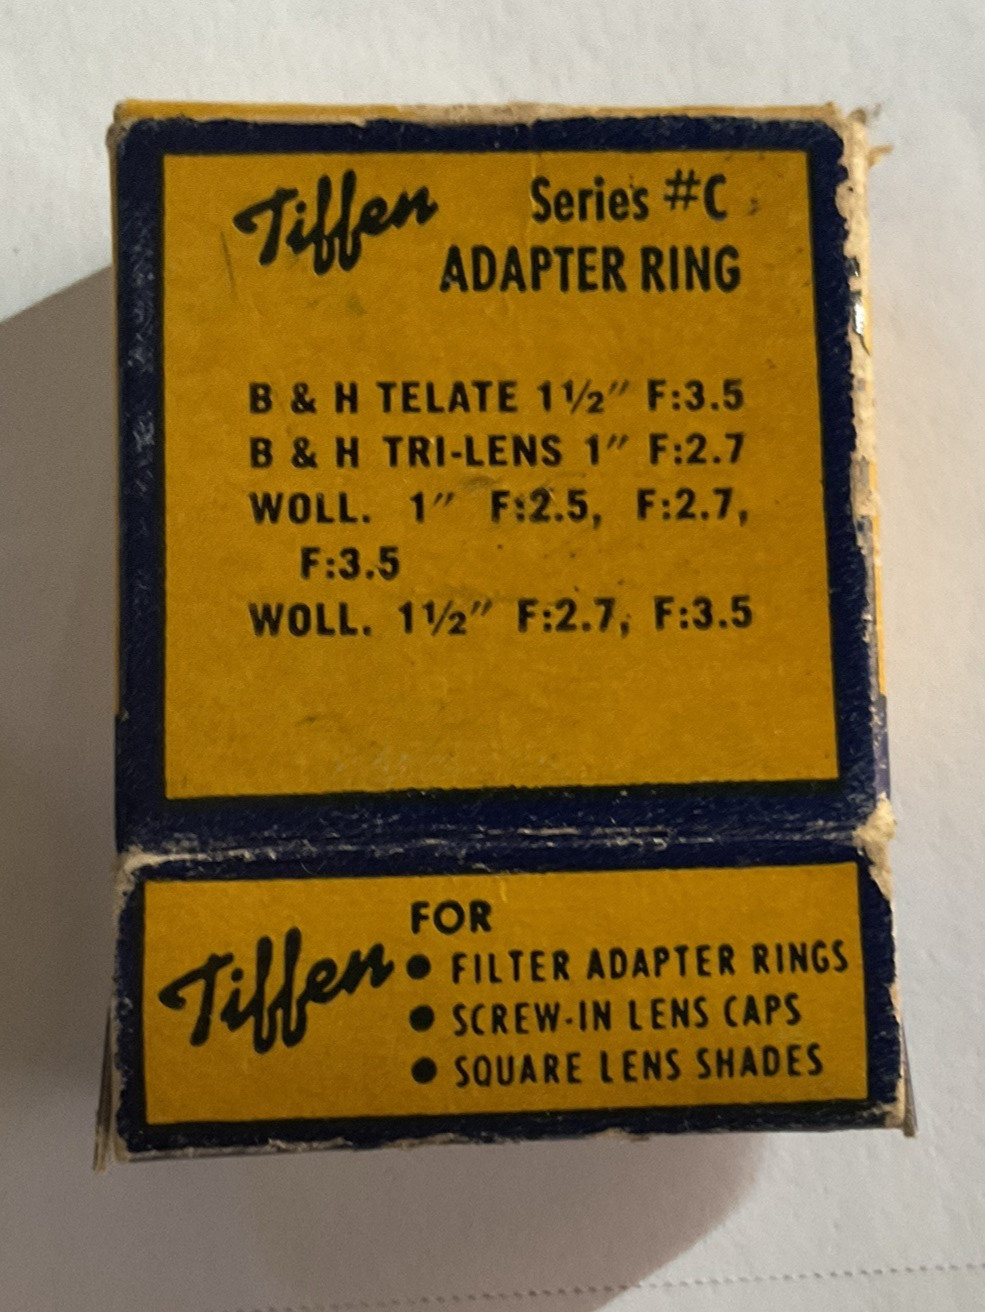 Tiffen Series #C
ADAPTER RING
B & H TELATE 1½" F:3.5
B & H TRI-LENS 1" F:2.7
WOLL. 1" F:2.5, F:2.7,
F:3.5
WOLL. 1½" F:2.7, F:3.5
Tiffen FOR
• FILTER ADAPTER RINGS
• SCREW-IN LENS CAPS
• SQUARE LENS SHADES